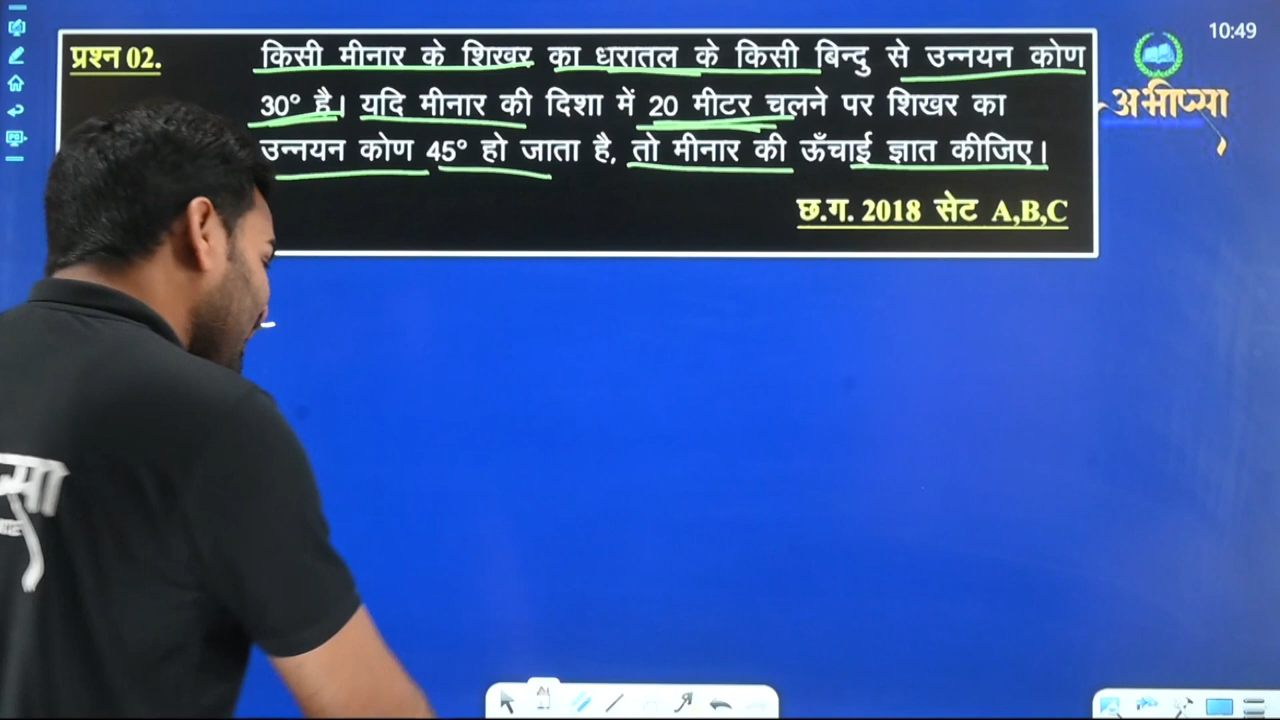 10:49
प्रश्न 02.
किसी मीनार के शिखर का धरातल के किसी बिन्दु से उन्नयन कोण
30° है। यदि मीनार की दिशा में 20 मीटर चलने पर शिखर का
उन्नयन कोण 45° हो जाता है, तो मीनार की ऊँचाई ज्ञात कीजिए।
छ.ग. 2018 सेट A,B,C
अभीप्सा
सा